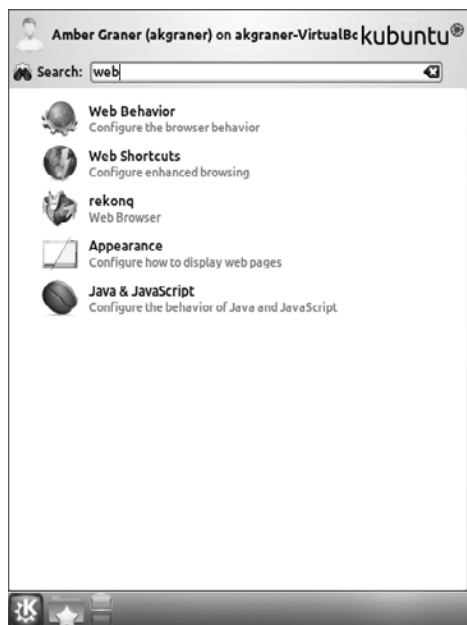 Amber Graner (akgraner) on akgraner-VirtualBc kubuntu®
Search: web
Web Behavior
Configure the browser behavior
Web Shortcuts
Configure enhanced browsing
rekonq
Web Browser
Appearance
Configure how to display web pages
Java & JavaScript
Configure the behavior of Java and JavaScript